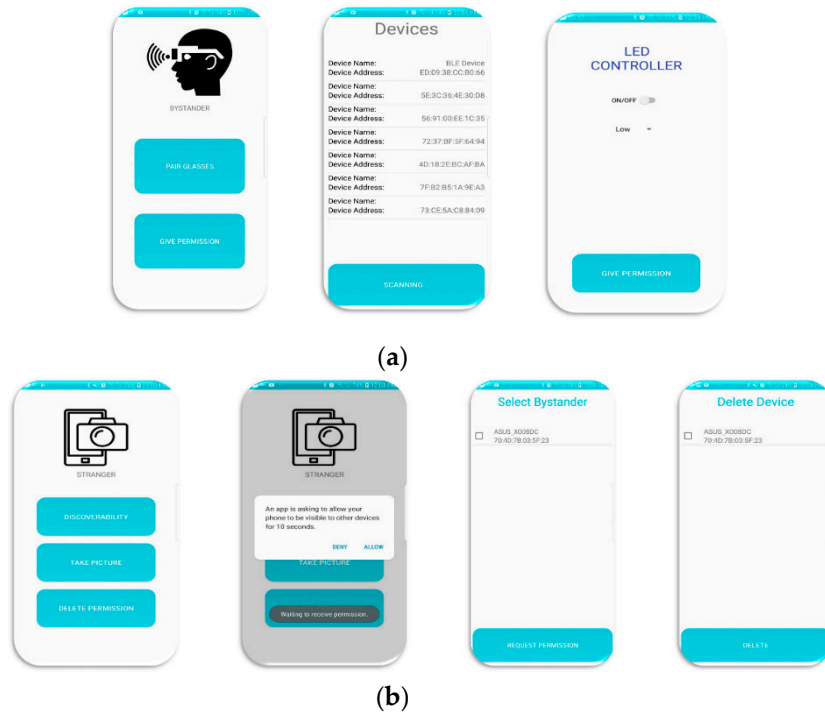 BYSTANDER
PAIR GLASSES
GIVE PERMISSION
Devices
Device Name: BLE Device
Device Address: ED:09:38:CC:B0:66
Device Name:
Device Address: 5E:3C:36:4E:30:D8
Device Name:
Device Address: 56:91:00:EE:1C:35
Device Name:
Device Address: 72:37:BF:5F:64:94
Device Name:
Device Address: 4D:18:2E:BC:AF:BA
Device Name:
Device Address: 7F:B2:B5:1A:9E:A3
Device Name:
Device Address: 73:CE:5A:C8:84:09
SCANNING
LED
CONTROLLER
ON/OFF
Low
GIVE PERMISSION
(a)
STRANGER
DISCOVERABILITY
TAKE PICTURE
DELETE PERMISSION
STRANGER
An app is asking to allow your
phone to be visible to other devices
for 10 seconds.
DENY ALLOW
TAKE PICTURE
Waiting to receive permission.
Select Bystander
ASUS_X008DC
70:4D:7B:03:5F:23
REQUEST PERMISSION
Delete Device
ASUS_X008DC
70:4D:7B:03:5F:23
DELETE
(b)